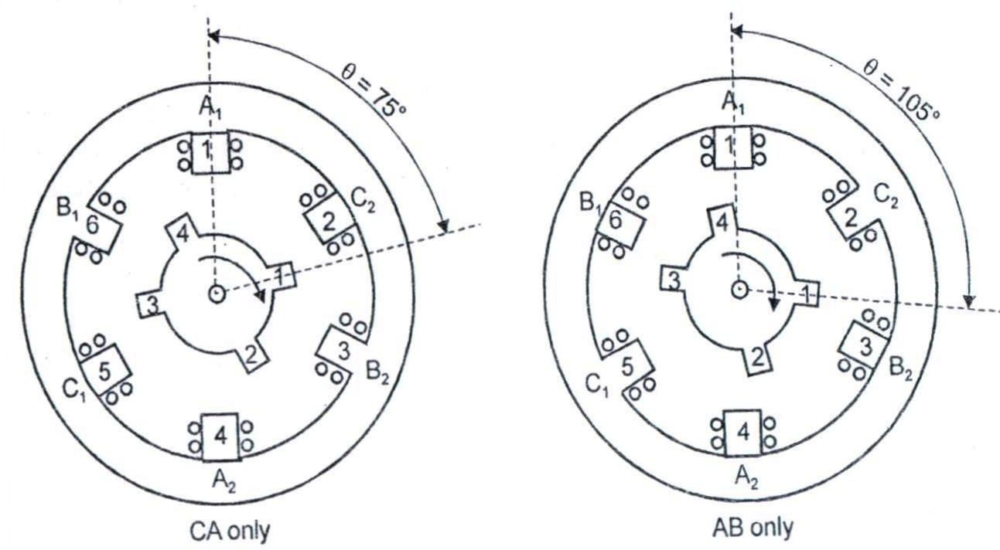 θ = 75°
A₁
1
B₁
6
2
C₂
4
1
3
2
5
C₁
3
B₂
4
A₂
CA only
θ = 105°
A₁
1
B₁
6
2
C₂
4
3
1
2
5
C₁
3
B₂
4
A₂
AB only